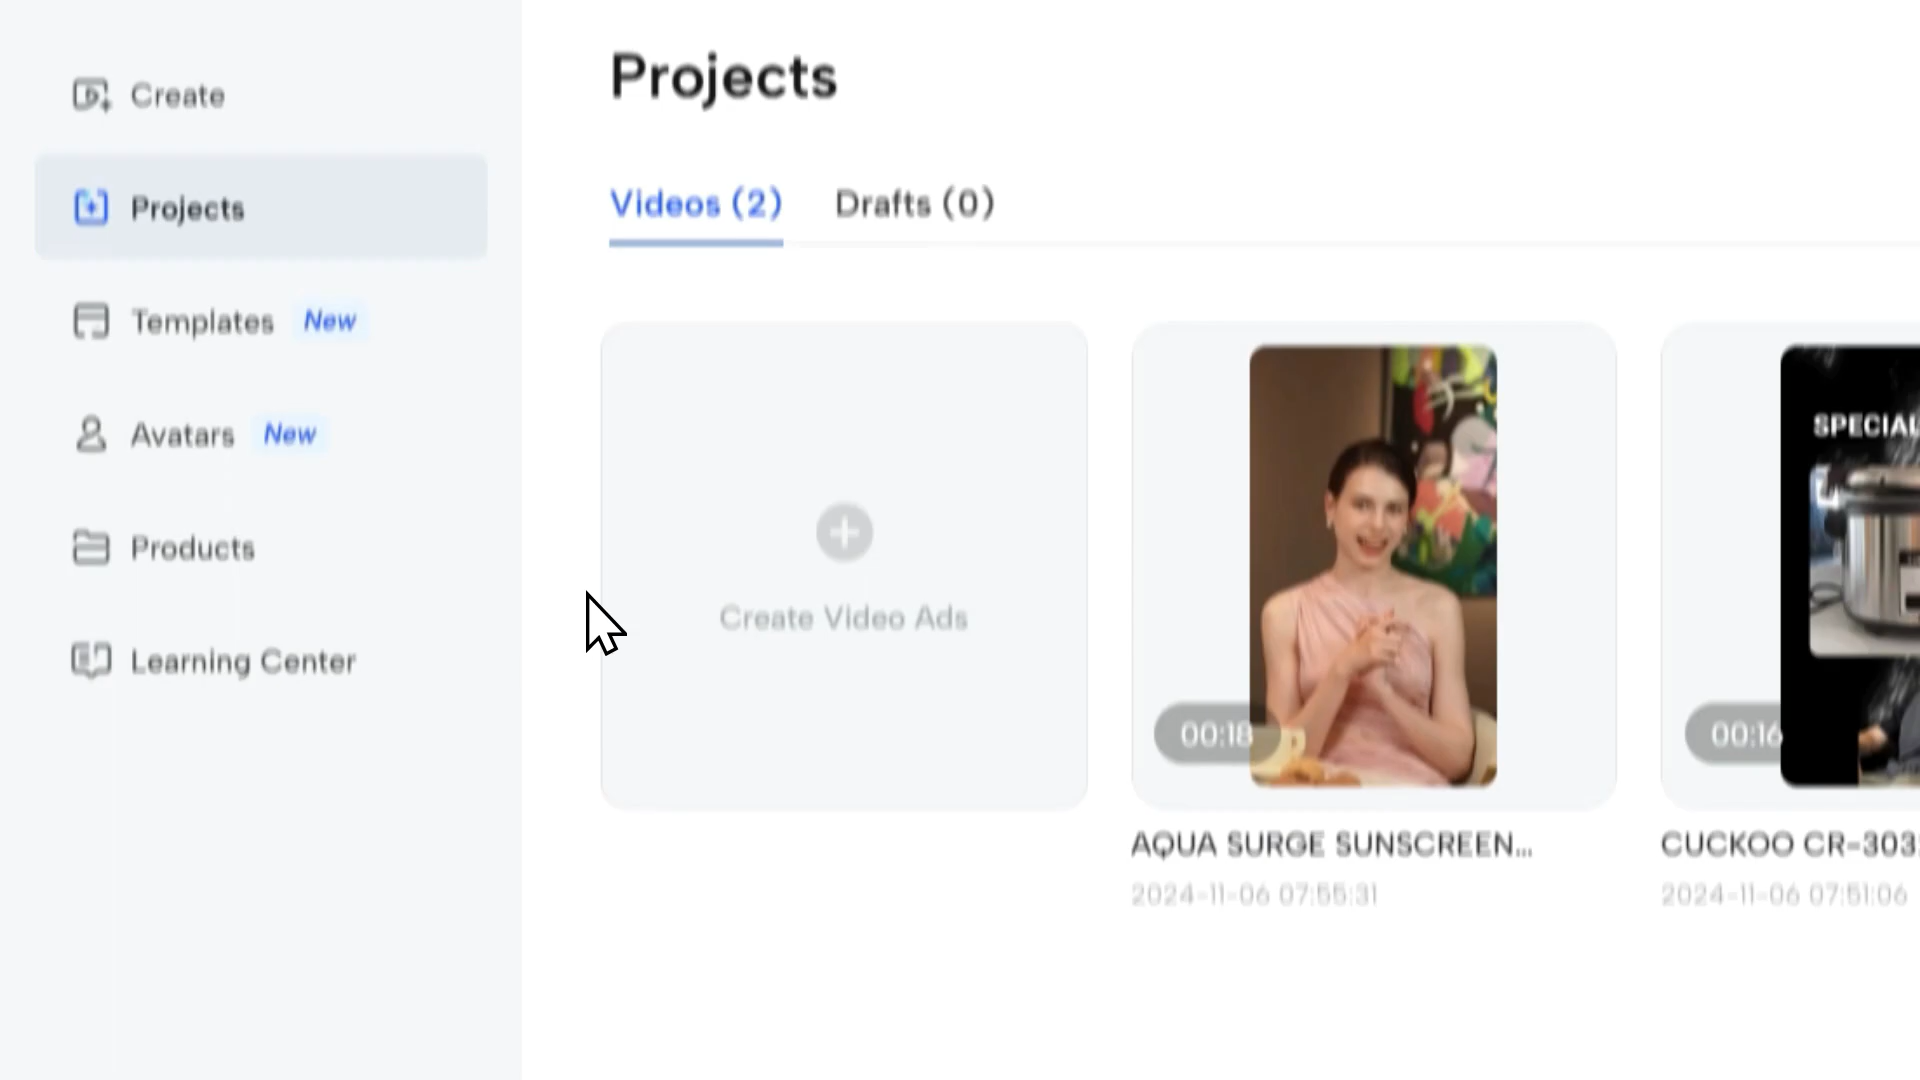 Create
Projects
Templates New
Avatars New
Products
Learning Center
Projects
Videos (2) Drafts (0)
Create Video Ads
00:18
AQUA SURGE SUNSCREEN...
2024-11-06 07:55:31
SPECIAL
00:16
CUCKOO CR-303
2024-11-06 07:51:06